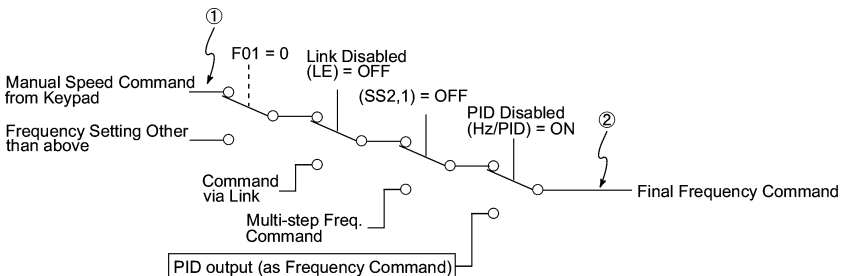 ①
F01 = 0
Link Disabled
(LE) = OFF
Manual Speed Command
from Keypad
(SS2,1) = OFF
PID Disabled
(Hz/PID) = ON
②
Frequency Setting Other
than above
Command
via Link
Final Frequency Command
Multi-step Freq.
Command
PID output (as Frequency Command)